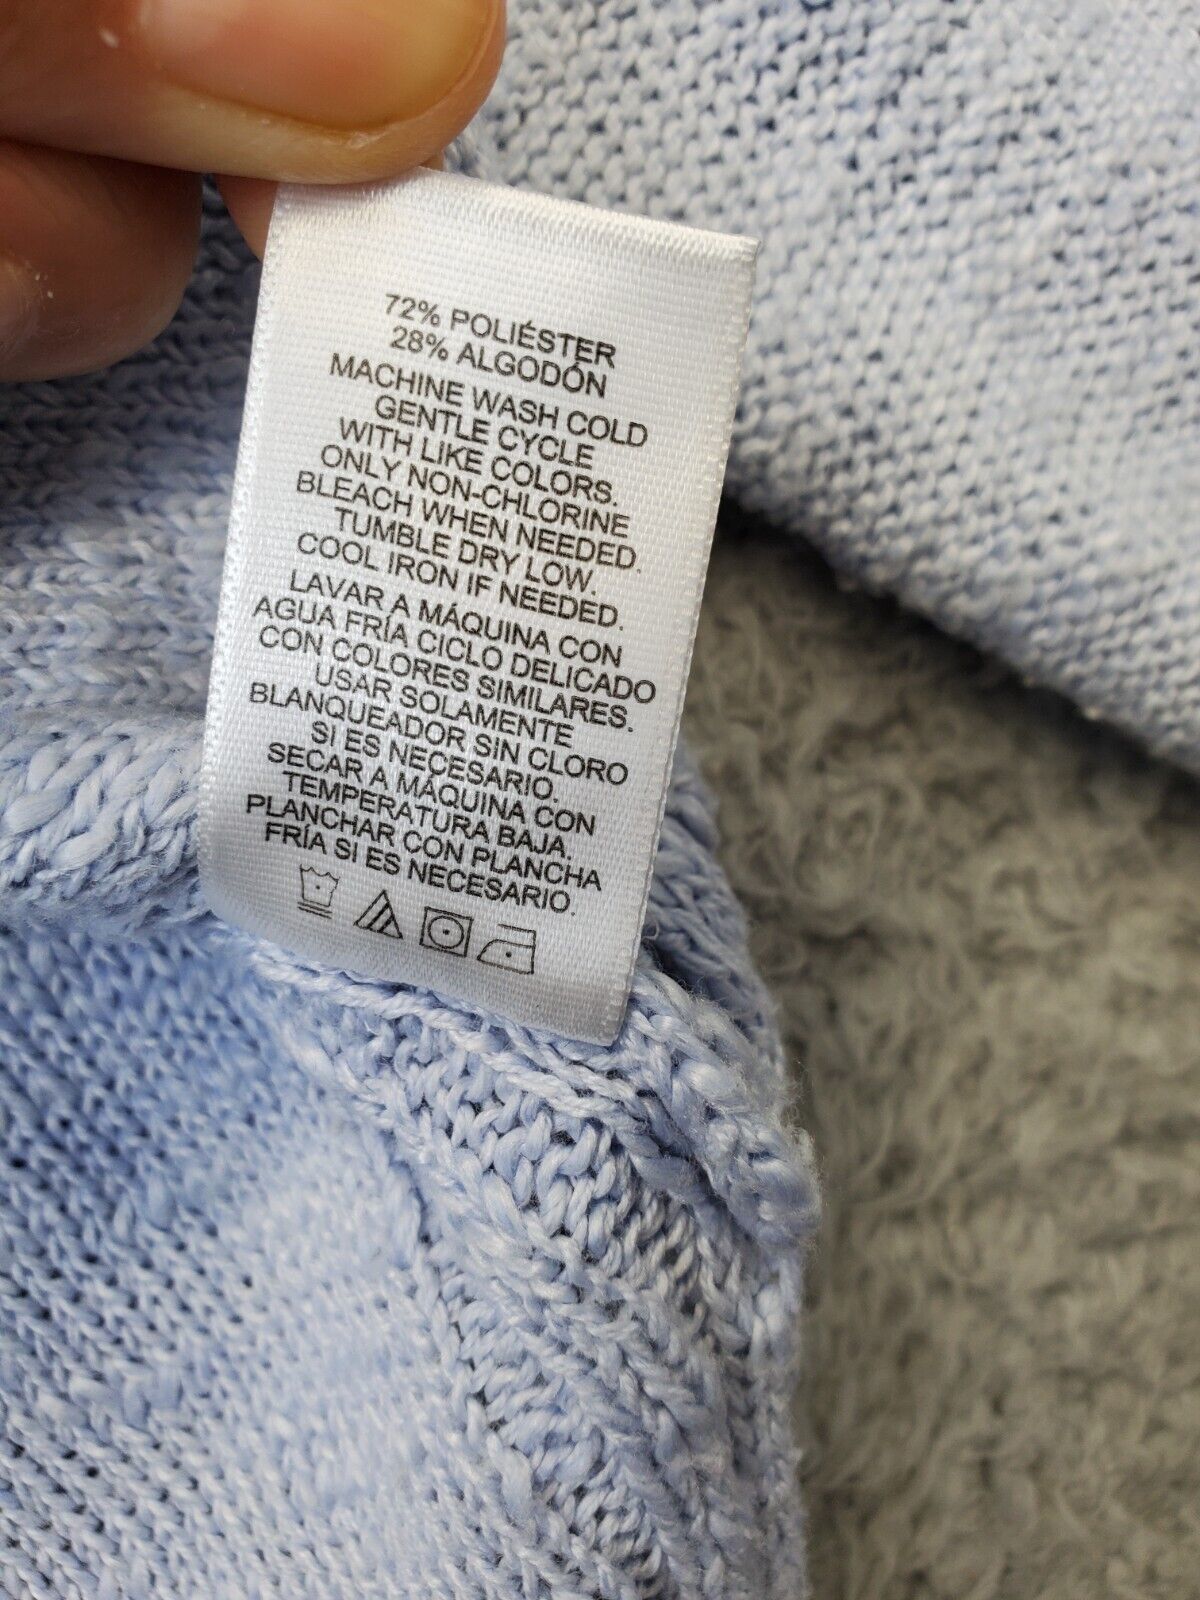 72% POLIÉSTER
28% ALGODÓN
MACHINE WASH COLD
GENTLE CYCLE
WITH LIKE COLORS.
ONLY NON-CHLORINE
BLEACH WHEN NEEDED.
TUMBLE DRY LOW.
COOL IRON IF NEEDED.
LAVAR A MÁQUINA CON
AGUA FRÍA CICLO DELICADO
CON COLORES SIMILARES.
USAR SOLAMENTE
BLANQUEADOR SIN CLORO
SI ES NECESARIO.
SECAR A MÁQUINA CON
TEMPERATURA BAJA.
PLANCHAR CON PLANCHA
FRÍA SI ES NECESARIO.